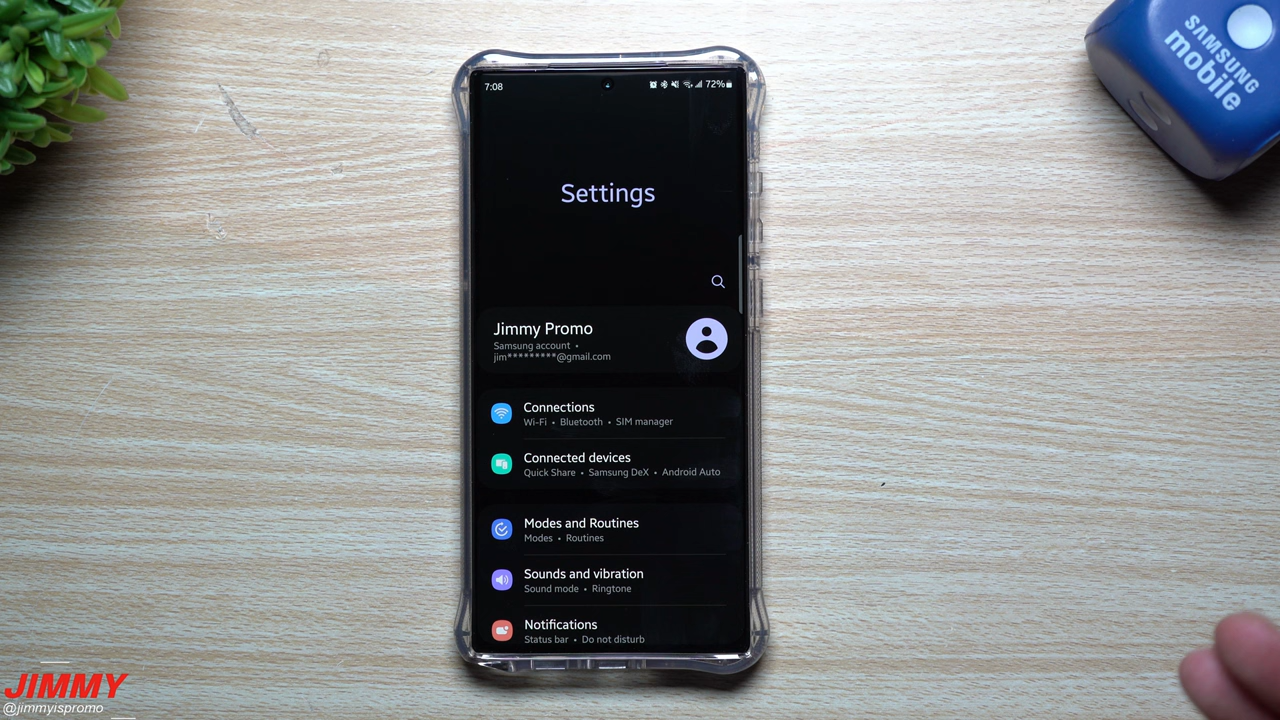 SAMSUNG
mobile
7:08
72%
Settings
Jimmy Promo
Samsung account •
jim*********@gmail.com
Connections
Wi-Fi • Bluetooth • SIM manager
Connected devices
Quick Share • Samsung DeX • Android Auto
Modes and Routines
Modes • Routines
Sounds and vibration
Sound mode • Ringtone
Notifications
Status bar • Do not disturb
JIMMY
@jimmyispromo